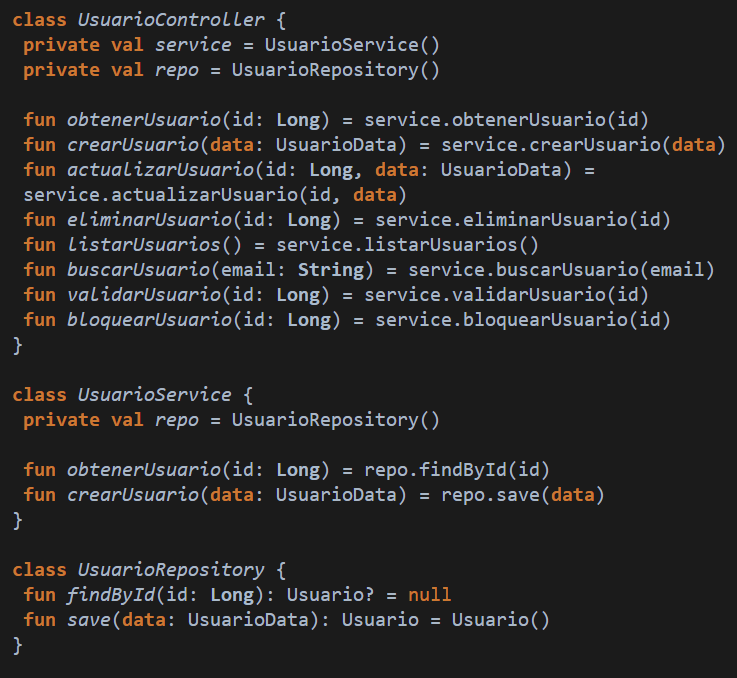 class UsuarioController {
 private val service = UsuarioService()
 private val repo = UsuarioRepository()

 fun obtenerUsuario(id: Long) = service.obtenerUsuario(id)
 fun crearUsuario(data: UsuarioData) = service.crearUsuario(data)
 fun actualizarUsuario(id: Long, data: UsuarioData) =
 service.actualizarUsuario(id, data)
 fun eliminarUsuario(id: Long) = service.eliminarUsuario(id)
 fun listarUsuarios() = service.listarUsuarios()
 fun buscarUsuario(email: String) = service.buscarUsuario(email)
 fun validarUsuario(id: Long) = service.validarUsuario(id)
 fun bloquearUsuario(id: Long) = service.bloquearUsuario(id)
}

class UsuarioService {
 private val repo = UsuarioRepository()

 fun obtenerUsuario(id: Long) = repo.findById(id)
 fun crearUsuario(data: UsuarioData) = repo.save(data)
}

class UsuarioRepository {
 fun findById(id: Long): Usuario? = null
 fun save(data: UsuarioData): Usuario = Usuario()
}